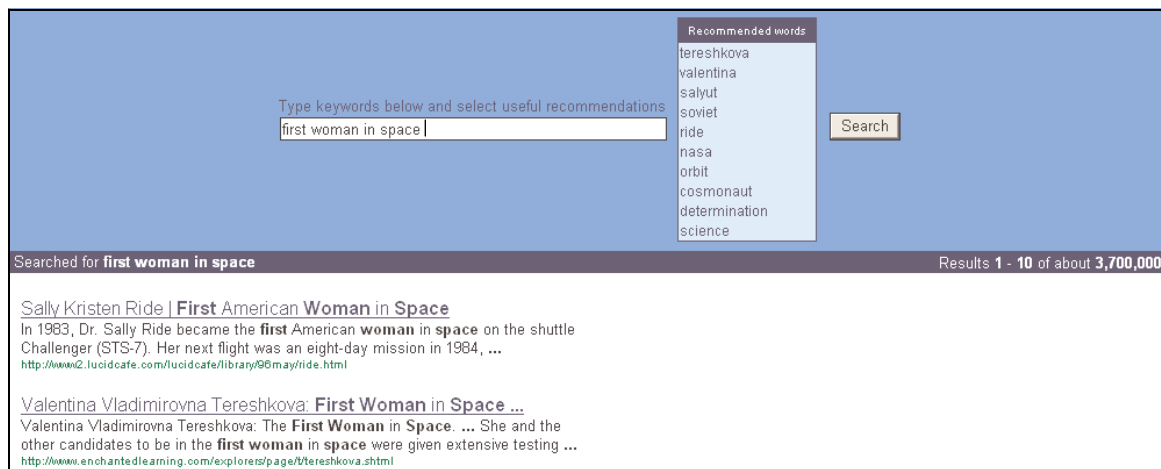 Recommended words
tereshkova
valentina
salyut
soviet
ride
nasa
orbit
cosmonaut
determination
science
Type keywords below and select useful recommendations
first woman in space
Search
Searched for first woman in space
Results 1 - 10 of about 3,700,000
Sally Kristen Ride | First American Woman in Space
In 1983, Dr. Sally Ride became the first American woman in space on the shuttle
Challenger (STS-7). Her next flight was an eight-day mission in 1984, ...
http://www2.lucidcafe.com/lucidcafe/library/96may/ride.html
Valentina Vladimirovna Tereshkova: First Woman in Space ...
Valentina Vladimirovna Tereshkova: The First Woman in Space. ... She and the
other candidates to be in the first woman in space were given extensive testing ...
http://www.enchantedlearning.com/explorers/page/t/tereshkova.shtml